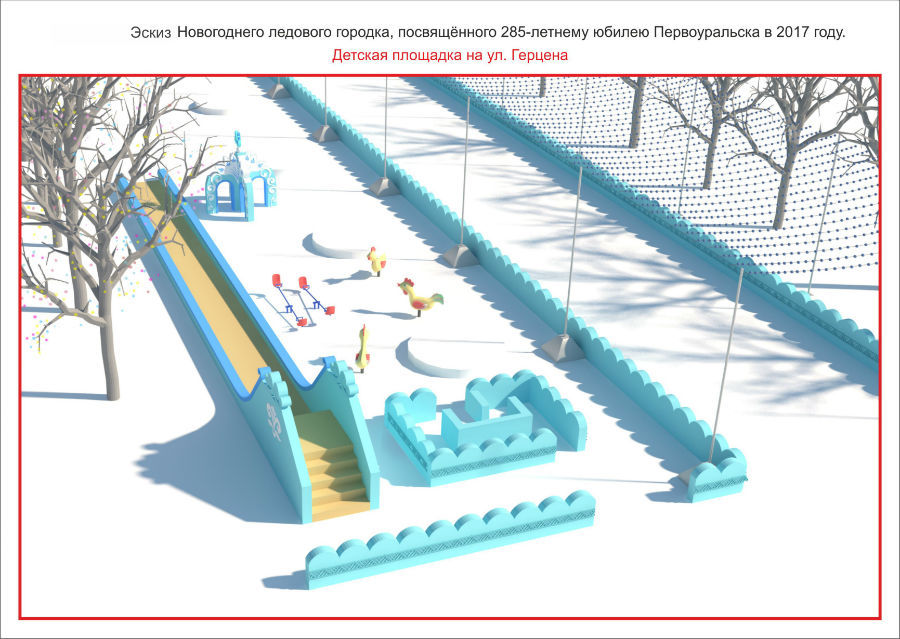 Эскиз Новогоднего ледового городка, посвящённого 285-летнему юбилею Первоуральска в 2017 году.
Детская площадка на ул. Герцена